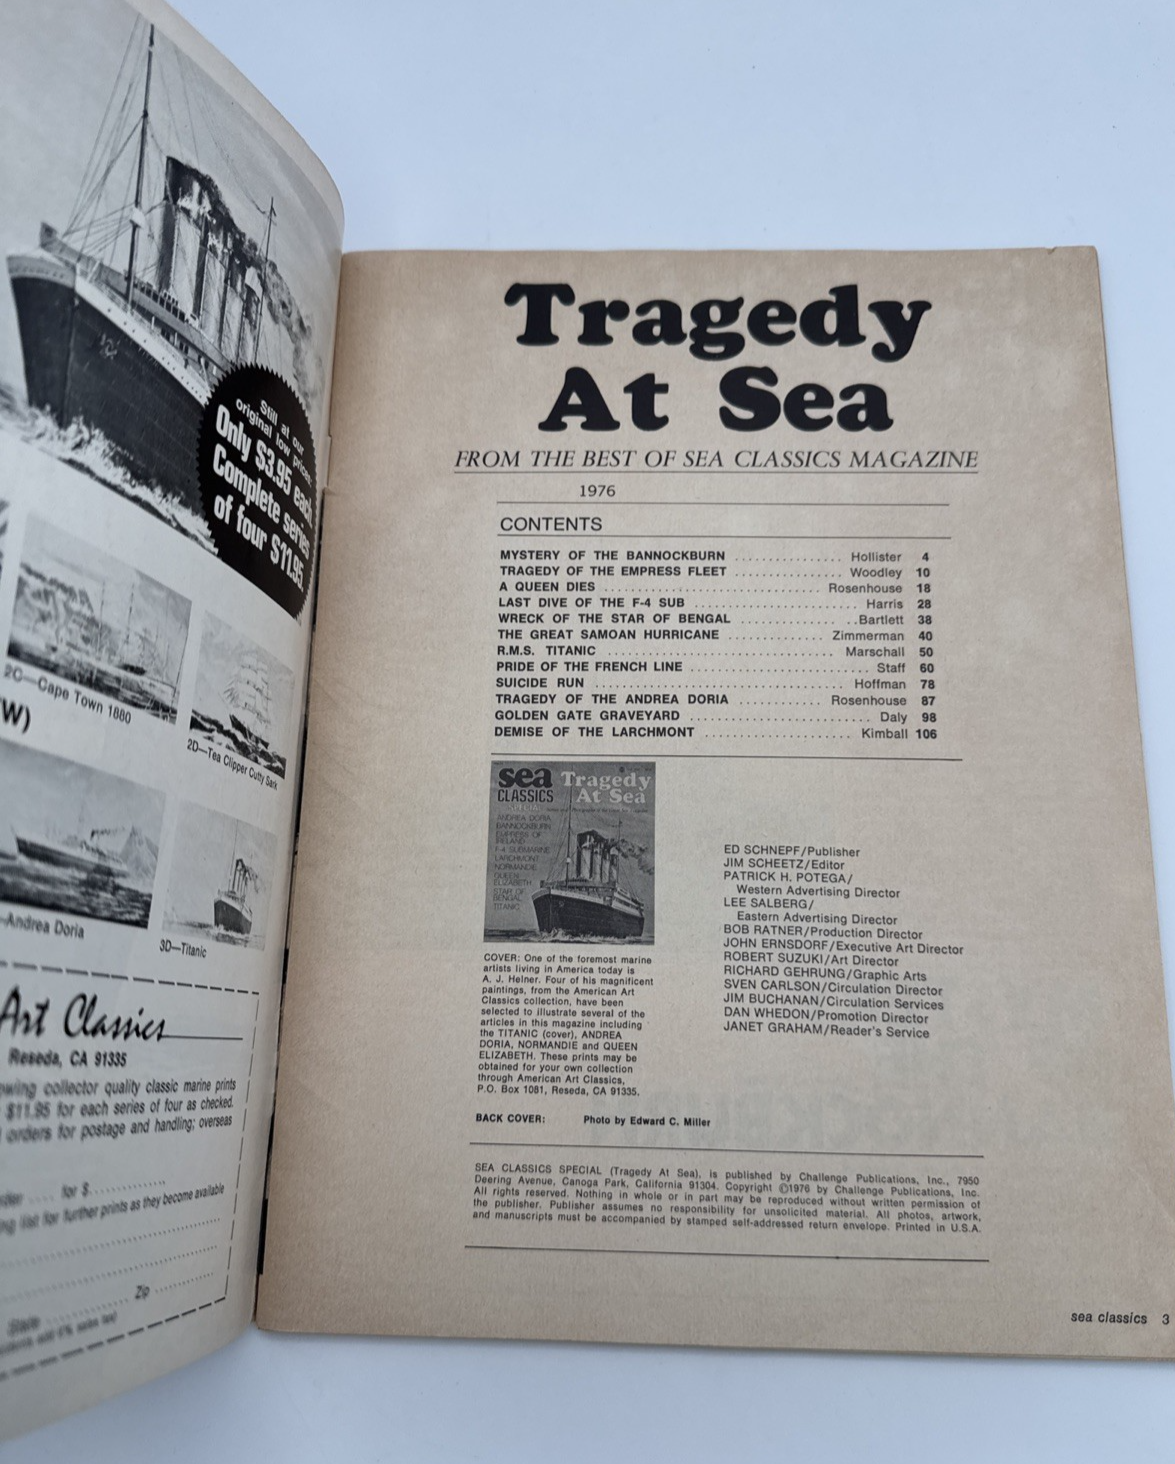 Still at our
original low price
Only $3.95 each
Complete series
of four $11.95
2C—Cape Town 1880
W)
2D—Tea Clipper Cutty Sark
Andrea Doria
3D—Titanic
Art Classics
Reseda, CA 91335
owing collector quality classic marine prints
$11.95 for each series of four as checked.
orders for postage and handling; overseas
for $
list for further prints as they become available
State
Zip
Tragedy
At Sea
FROM THE BEST OF SEA CLASSICS MAGAZINE
1976
CONTENTS
MYSTERY OF THE BANNOCKBURN ............... Hollister 4
TRAGEDY OF THE EMPRESS FLEET ............... Woodley 10
A QUEEN DIES .............................. Rosenhouse 18
LAST DIVE OF THE F-4 SUB ...................... Harris 28
WRECK OF THE STAR OF BENGAL ............. ..Bartlett 38
THE GREAT SAMOAN HURRICANE ............. Zimmerman 40
R.M.S. TITANIC ................................ Marschall 50
PRIDE OF THE FRENCH LINE ........................ Staff 60
SUICIDE RUN ................................. Hoffman 78
TRAGEDY OF THE ANDREA DORIA ........... Rosenhouse 87
GOLDEN GATE GRAVEYARD ........................ Daly 98
DEMISE OF THE LARCHMONT ................... Kimball 106
sea
CLASSICS
SPECIAL
Tragedy
At Sea
ANDREA DORIA
BANNOCKBURN
EMPRESS OF
IRELAND
F-4 SUBMARINE
LARCHMONT
NORMANDIE
QUEEN
ELIZABETH
STAR OF
BENGAL
TITANIC
COVER: One of the foremost marine
artists living in America today is
A. J. Helner. Four of his magnificent
paintings, from the American Art
Classics collection, have been
selected to illustrate several of the
articles in this magazine including
the TITANIC (cover), ANDREA
DORIA, NORMANDIE and QUEEN
ELIZABETH. These prints may be
obtained for your own collection
through American Art Classics,
P.O. Box 1081, Reseda, CA 91335.
ED SCHNEPF/Publisher
JIM SCHEETZ/Editor
PATRICK H. POTEGA/
Western Advertising Director
LEE SALBERG/
Eastern Advertising Director
BOB RATNER/Production Director
JOHN ERNSDORF/Executive Art Director
ROBERT SUZUKI/Art Director
RICHARD GEHRUNG/Graphic Arts
SVEN CARLSON/Circulation Director
JIM BUCHANAN/Circulation Services
DAN WHEDON/Promotion Director
JANET GRAHAM/Reader's Service
BACK COVER: Photo by Edward C. Miller
SEA CLASSICS SPECIAL (Tragedy At Sea), is published by Challenge Publications, Inc., 7950
Deering Avenue, Canoga Park, California 91304. Copyright ©1976 by Challenge Publications, Inc.
All rights reserved. Nothing in whole or in part may be reproduced without written permission of
the publisher. Publisher assumes no responsibility for unsolicited material. All photos, artwork,
and manuscripts must be accompanied by stamped self-addressed return envelope. Printed in U.S.A.
sea classics 3